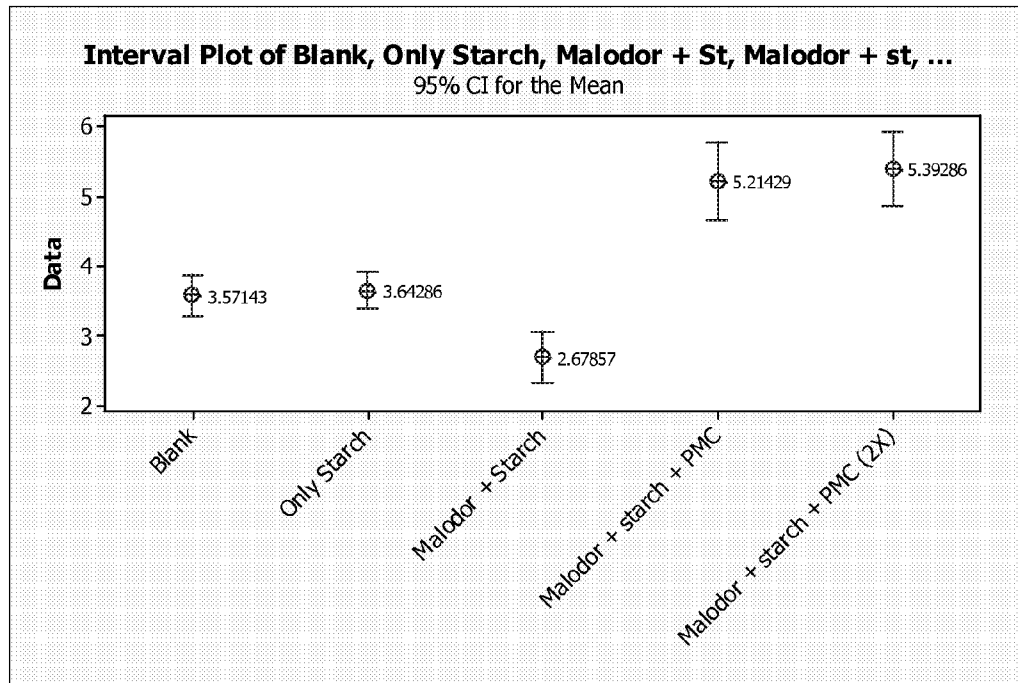 Interval Plot of Blank, Only Starch, Malodor + St, Malodor + st, ...
95% CI for the Mean
Data
6
5
4
3
2
3.57143
3.64286
2.67857
5.21429
5.39286
Blank
Only Starch
Malodor + Starch
Malodor + starch + PMC
Malodor + starch + PMC (2X)